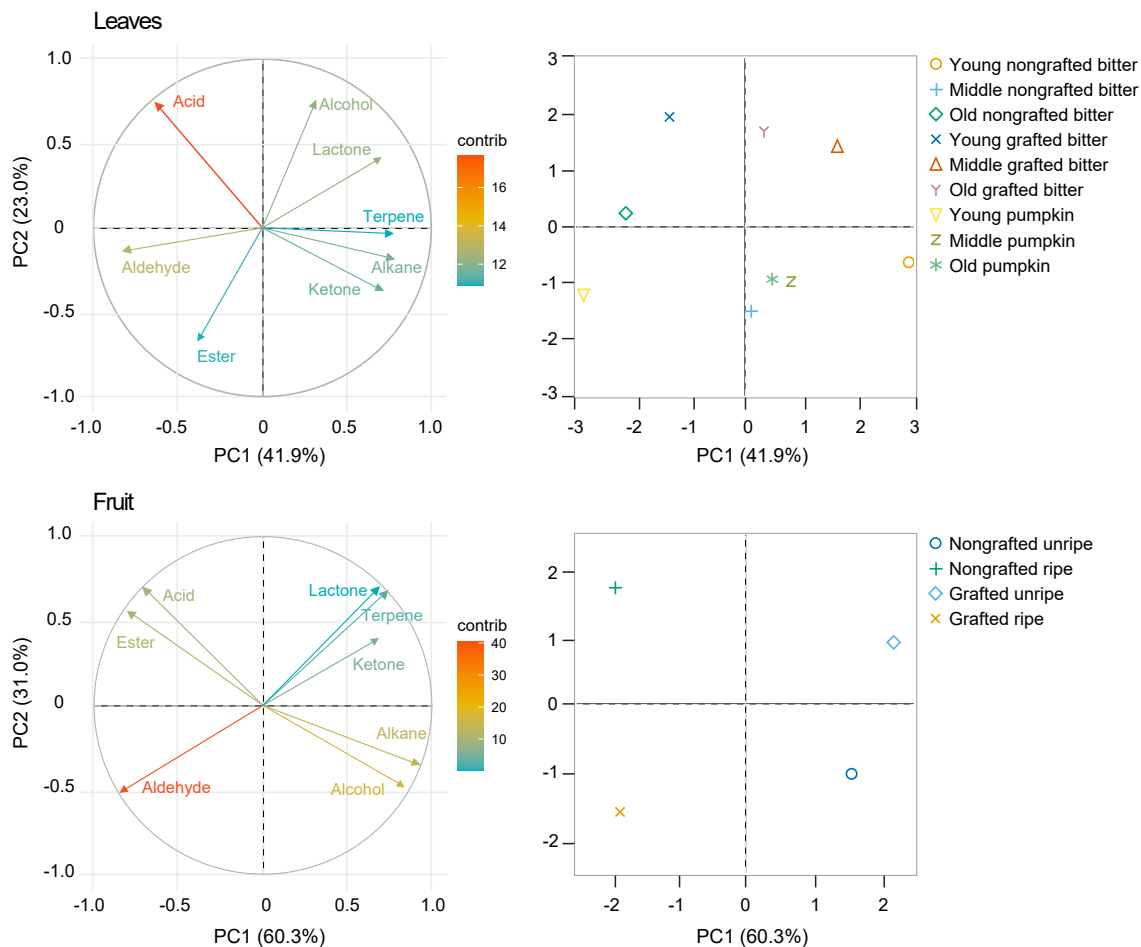 Leaves
1.0
0.5
0
-0.5
-1.0
PC2 (23.0%)
Acid
Alcohol
Lactone
Terpene
Alkane
Ketone
Aldehyde
Ester
-1.0 -0.5 0 0.5 1.0
PC1 (41.9%)
contrib
16
14
12
3
2
1
0
-1
-2
-3
-3 -2 -1 0 1 2 3
PC1 (41.9%)
Young nongrafted bitter
Middle nongrafted bitter
Old nongrafted bitter
Young grafted bitter
Middle grafted bitter
Old grafted bitter
Young pumpkin
Middle pumpkin
Old pumpkin
Fruit
1.0
0.5
0
-0.5
-1.0
PC2 (31.0%)
Acid
Ester
Lactone
Terpene
Ketone
Alkane
Alcohol
Aldehyde
-1.0 -0.5 0 0.5 1.0
PC1 (60.3%)
contrib
40
30
20
10
2
1
0
-1
-2
-2 -1 0 1 2
PC1 (60.3%)
Nongrafted unripe
Nongrafted ripe
Grafted unripe
Grafted ripe